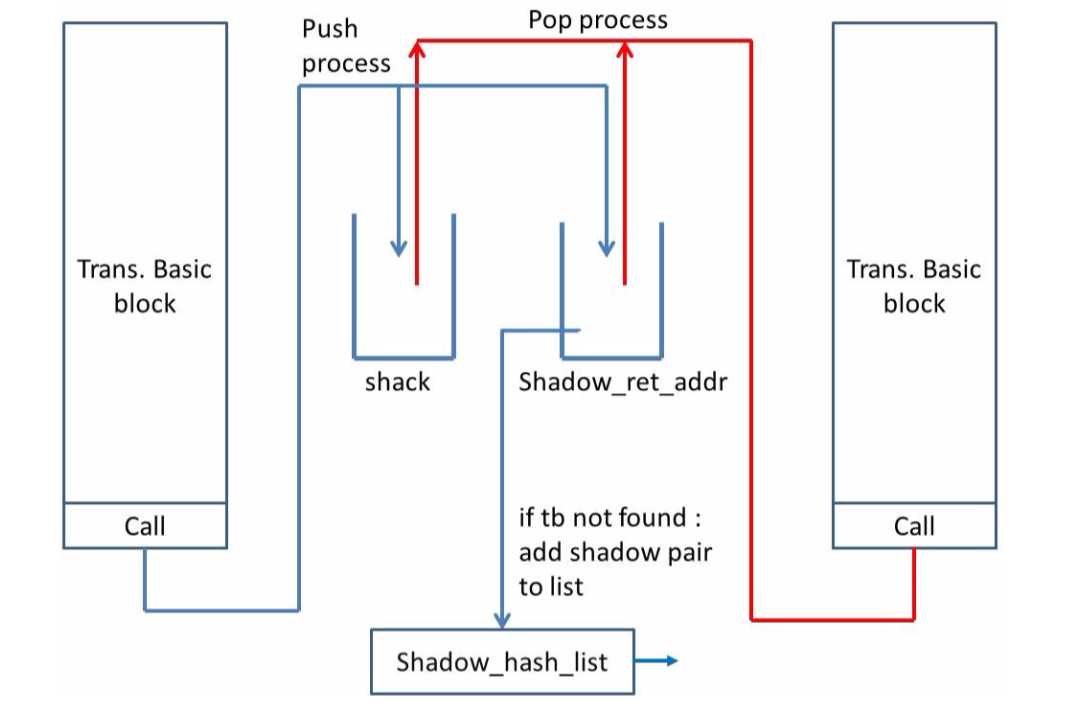 Push
process
Pop process
Trans. Basic
block
Trans. Basic
block
shack
Shadow_ret_addr
Call
if tb not found :
add shadow pair
to list
Call
Shadow_hash_list